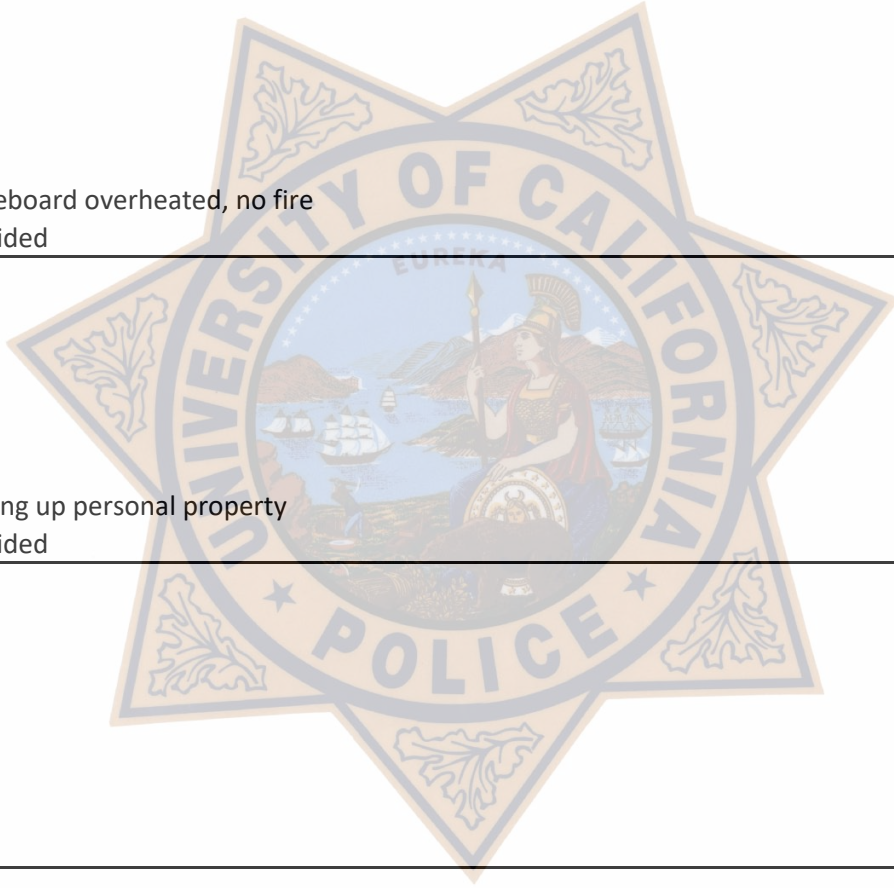 eboard overheated, no fire
ided
ng up personal property
ided
UNIVERSITY OF CALIFORNIA
EUREKA
POLICE